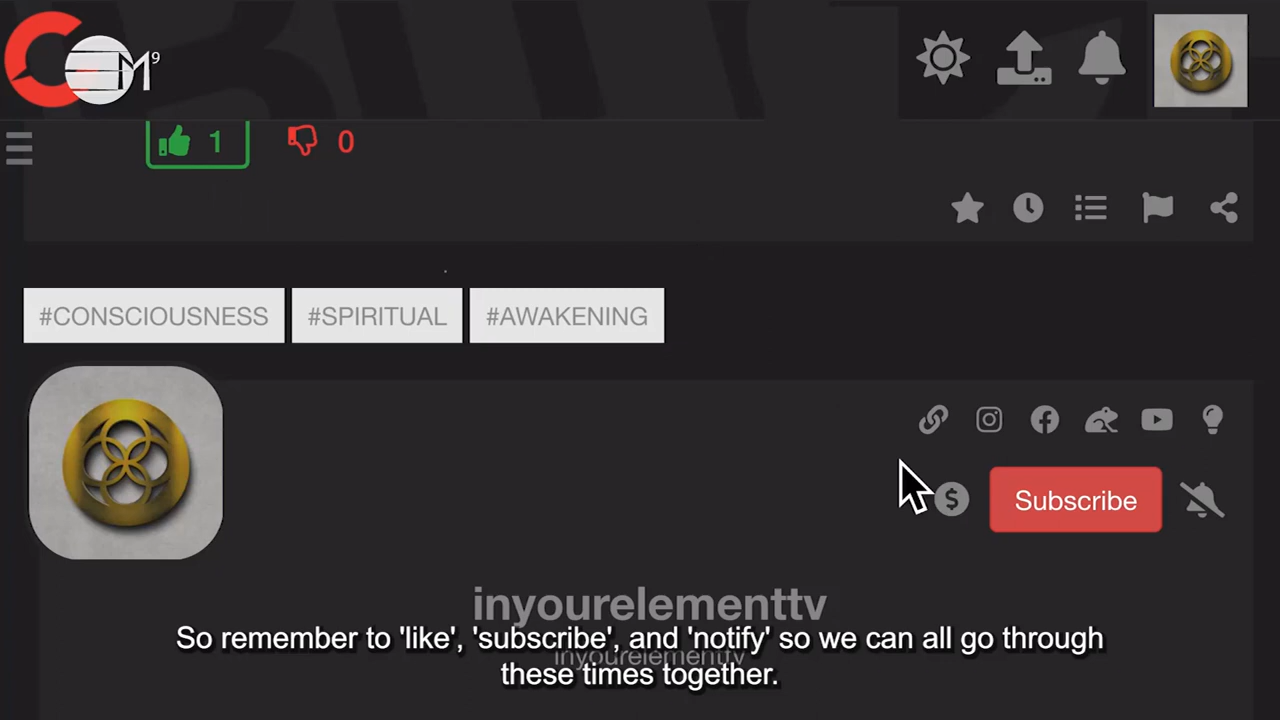 M9
1 0
#CONSCIOUSNESS #SPIRITUAL #AWAKENING
Subscribe
inyourelementtv
inyourelementtv
So remember to 'like', 'subscribe', and 'notify' so we can all go through
these times together.